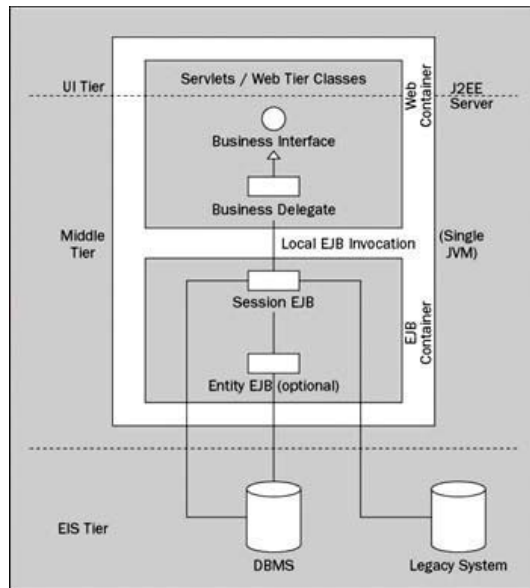 Servlets / Web Tier Classes
UI Tier
Web
Container
J2EE
Server
Business Interface
Business Delegate
Middle
Tier
Local EJB Invocation
(Single
JVM)
Session EJB
EJB
Container
Entity EJB (optional)
EIS Tier
DBMS
Legacy System